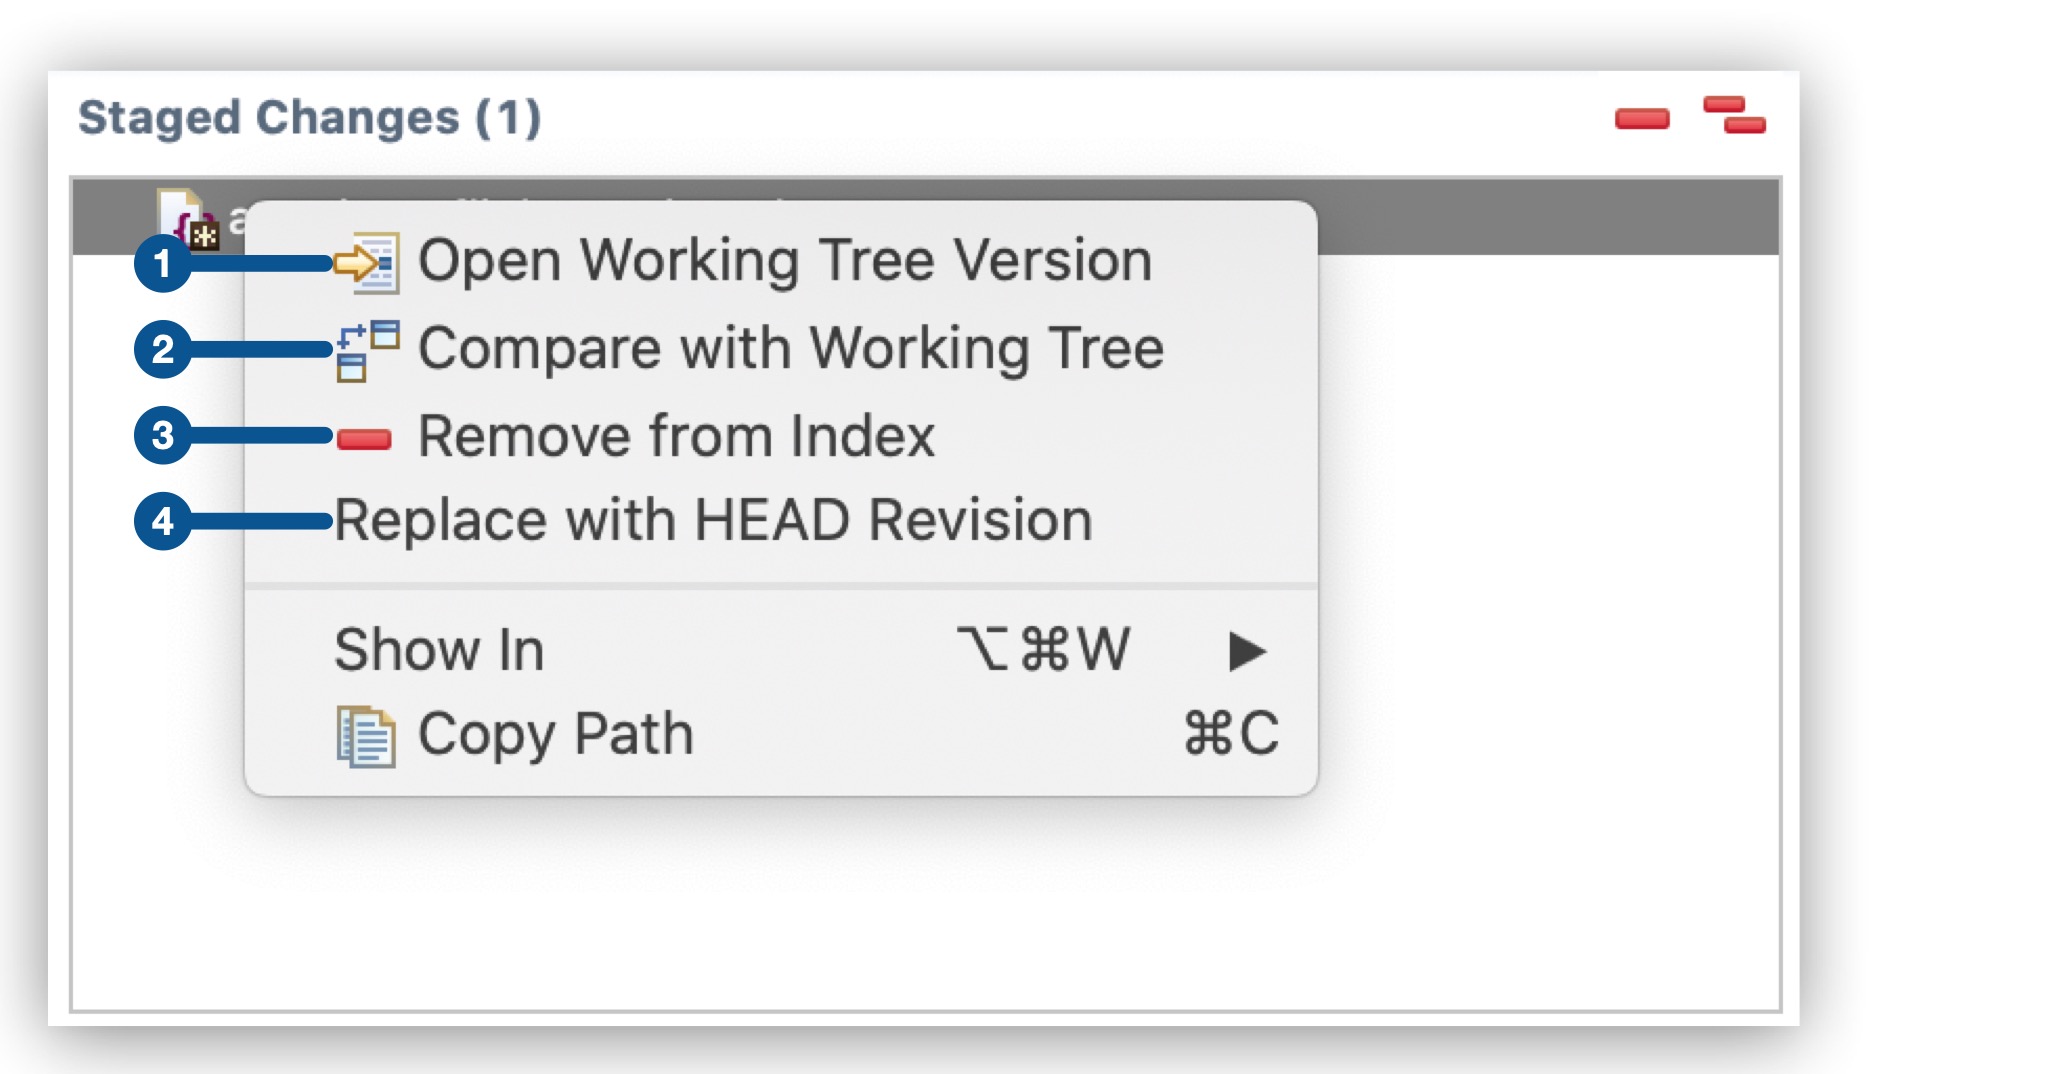 Staged Changes (1)
1 Open Working Tree Version
2 Compare with Working Tree
3 Remove from Index
4 Replace with HEAD Revision
Show In ⌥⌘W ▶
Copy Path ⌘C